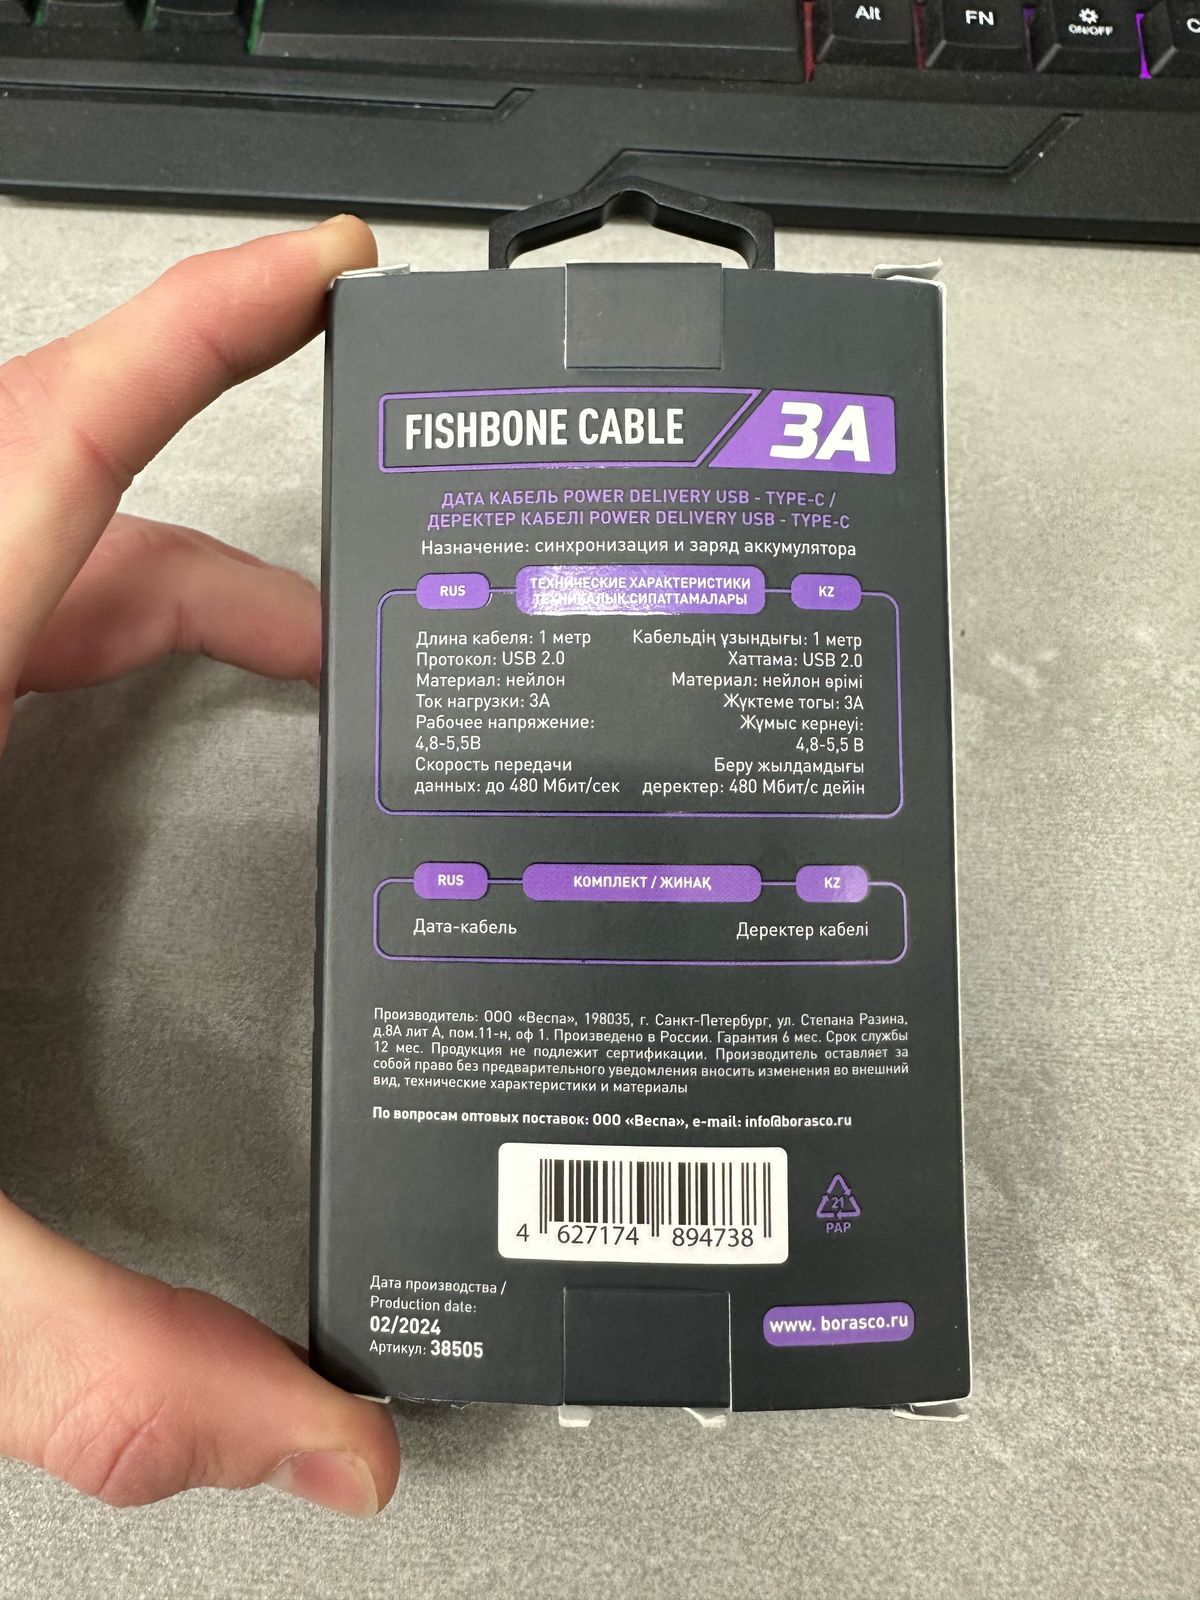 Alt
FN
ON/OFF
FISHBONE CABLE
3A
ДАТА КАБЕЛЬ POWER DELIVERY USB - TYPE-C /
ДЕРЕКТЕР КАБЕЛІ POWER DELIVERY USB - TYPE-C
Назначение: синхронизация и заряд аккумулятора
RUS
ТЕХНИЧЕСКИЕ ХАРАКТЕРИСТИКИ
ТЕХНИКАЛЫҚ СИПАТТАМАЛАРЫ
KZ
Длина кабеля: 1 метр
Протокол: USB 2.0
Материал: нейлон
Ток нагрузки: 3А
Рабочее напряжение:
4,8-5,5В
Скорость передачи
данных: до 480 Мбит/сек
Кабельдің ұзындығы: 1 метр
Хаттама: USB 2.0
Материал: нейлон өрімі
Жүктеме тогы: 3А
Жұмыс кернеуі:
4,8-5,5 В
Беру жылдамдығы
деректер: 480 Мбит/с дейін
RUS
КОМПЛЕКТ / ЖИНАҚ
KZ
Дата-кабель
Деректер кабелі
Производитель: ООО «Веспа», 198035, г. Санкт-Петербург, ул. Степана Разина,
д.8А лит А, пом.11-н, оф 1. Произведено в России. Гарантия 6 мес. Срок службы
12 мес. Продукция не подлежит сертификации. Производитель оставляет за
собой право без предварительного уведомления вносить изменения во внешний
вид, технические характеристики и материалы
По вопросам оптовых поставок: ООО «Веспа», e-mail: info@borasco.ru
4 627174 894738
21
PAP
Дата производства /
Production date:
02/2024
Артикул: 38505
www. borasco.ru